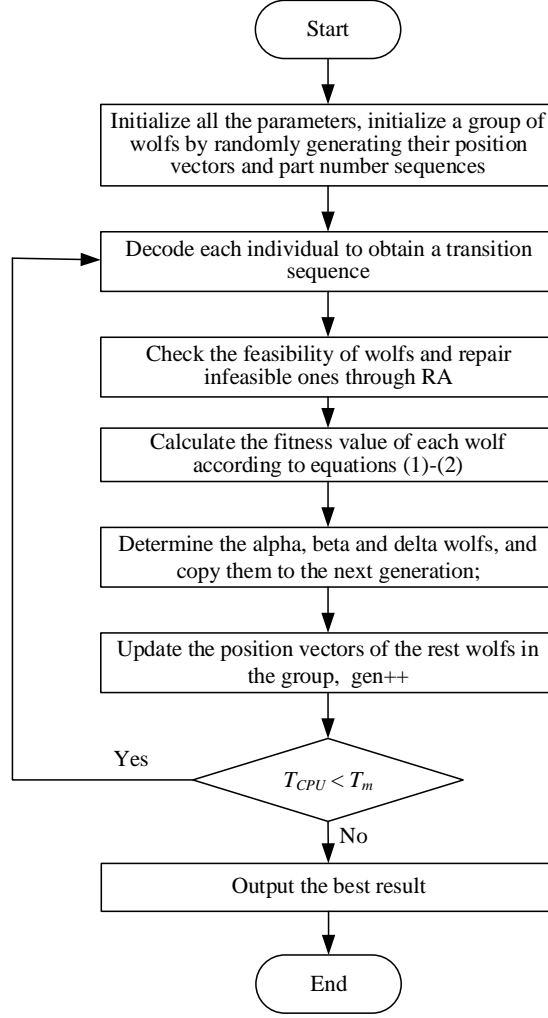 Start
Initialize all the parameters, initialize a group of
wolfs by randomly generating their position
vectors and part number sequences
Decode each individual to obtain a transition
sequence
Check the feasibility of wolfs and repair
infeasible ones through RA
Calculate the fitness value of each wolf
according to equations (1)-(2)
Determine the alpha, beta and delta wolfs, and
copy them to the next generation;
Update the position vectors of the rest wolfs in
the group, gen++
Yes
T_CPU < T_m
No
Output the best result
End